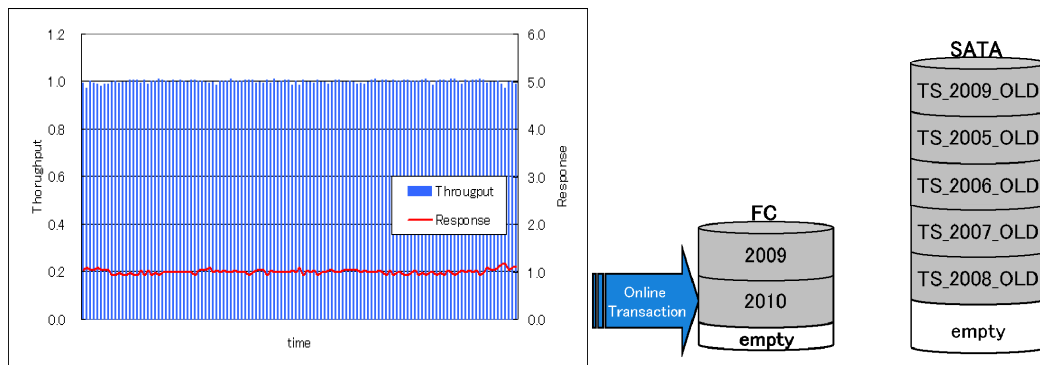 1.2
1.0
0.8
0.6
0.4
0.2
0.0
Thorughput
6.0
5.0
4.0
3.0
2.0
1.0
0.0
Response
Througput
Response
time
Online
Transaction
FC
2009
2010
empty
SATA
TS_2009_OLD
TS_2005_OLD
TS_2006_OLD
TS_2007_OLD
TS_2008_OLD
empty